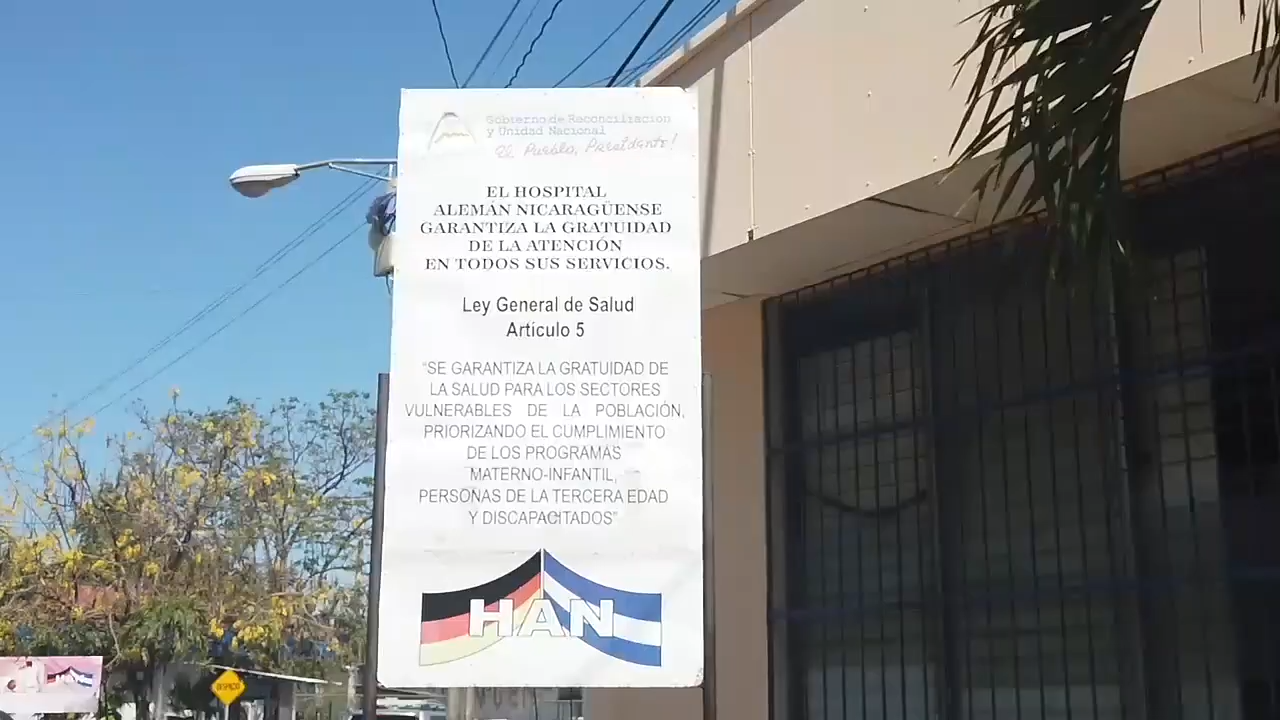 Gobierno de Reconciliación
y Unidad Nacional
El Pueblo, Presidente!
EL HOSPITAL
ALEMÁN NICARAGÜENSE
GARANTIZA LA GRATUIDAD
DE LA ATENCIÓN
EN TODOS SUS SERVICIOS.
Ley General de Salud
Artículo 5
“SE GARANTIZA LA GRATUIDAD DE
LA SALUD PARA LOS SECTORES
VULNERABLES DE LA POBLACIÓN,
PRIORIZANDO EL CUMPLIMIENTO
DE LOS PROGRAMAS
MATERNO-INFANTIL,
PERSONAS DE LA TERCERA EDAD
Y DISCAPACITADOS”
HAN
HAN
DESPACIO